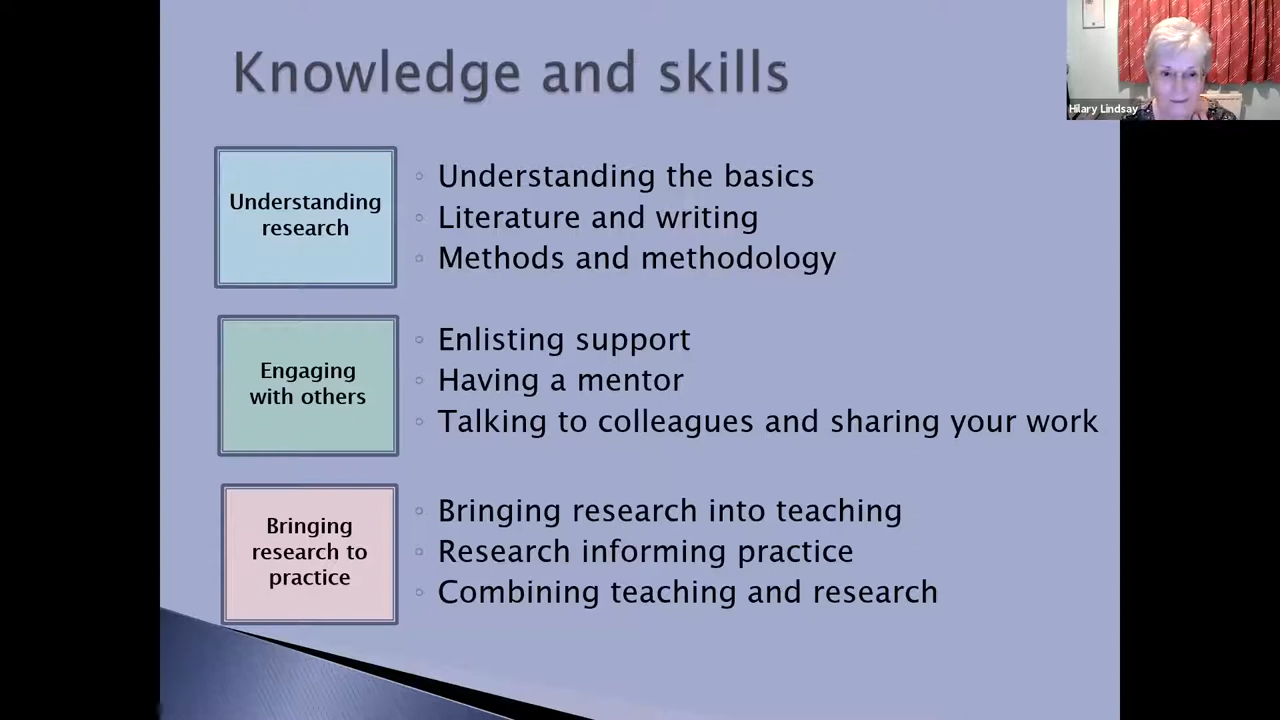 Knowledge and skills
Hilary Lindsay
Understanding
research
Understanding the basics
Literature and writing
Methods and methodology
Engaging
with others
Enlisting support
Having a mentor
Talking to colleagues and sharing your work
Bringing
research to
practice
Bringing research into teaching
Research informing practice
Combining teaching and research